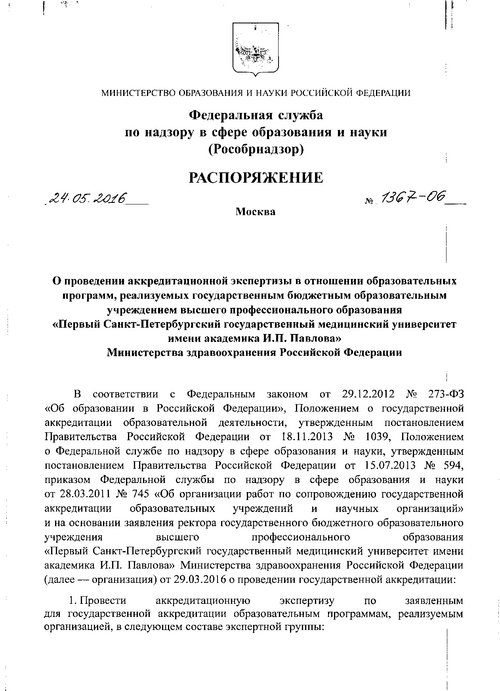 МИНИСТЕРСТВО ОБРАЗОВАНИЯ И НАУКИ РОССИЙСКОЙ ФЕДЕРАЦИИ
Федеральная служба
по надзору в сфере образования и науки
(Рособрнадзор)
РАСПОРЯЖЕНИЕ
24.05.2016 № 1367-06
Москва
О проведении аккредитационной экспертизы в отношении образовательных
программ, реализуемых государственным бюджетным образовательным
учреждением высшего профессионального образования
«Первый Санкт-Петербургский государственный медицинский университет
имени академика И.П. Павлова»
Министерства здравоохранения Российской Федерации
В соответствии с Федеральным законом от 29.12.2012 № 273-ФЗ
«Об образовании в Российской Федерации», Положением о государственной
аккредитации образовательной деятельности, утвержденным постановлением
Правительства Российской Федерации от 18.11.2013 № 1039, Положением
о Федеральной службе по надзору в сфере образования и науки, утвержденным
постановлением Правительства Российской Федерации от 15.07.2013 № 594,
приказом Федеральной службы по надзору в сфере образования и науки
от 28.03.2011 № 745 «Об организации работ по сопровождению государственной
аккредитации образовательных учреждений и научных организаций»
и на основании заявления ректора государственного бюджетного образовательного
учреждения высшего профессионального образования
«Первый Санкт-Петербургский государственный медицинский университет имени
академика И.П. Павлова» Министерства здравоохранения Российской Федерации
(далее — организация) от 29.03.2016 о проведении государственной аккредитации:
1. Провести аккредитационную экспертизу по заявленным
для государственной аккредитации образовательным программам, реализуемым
организацией, в следующем составе экспертной группы: